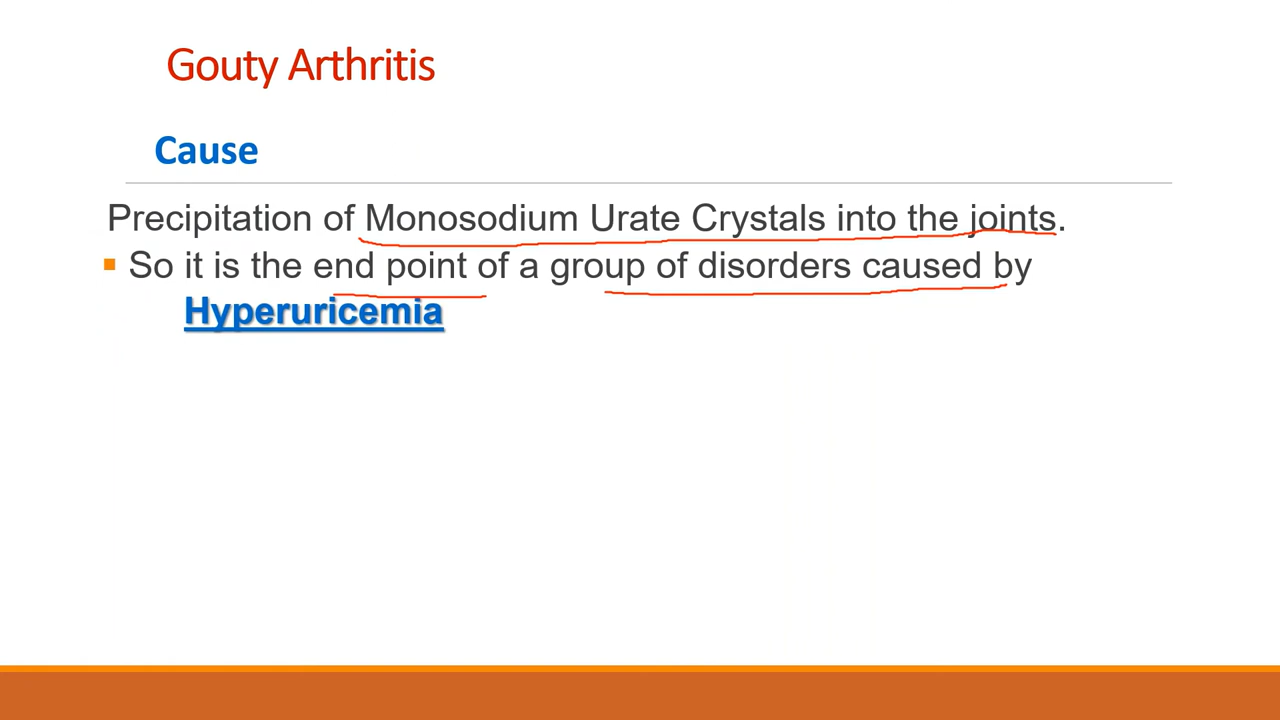 Gouty Arthritis
Cause
Precipitation of Monosodium Urate Crystals into the joints.
So it is the end point of a group of disorders caused by
Hyperuricemia